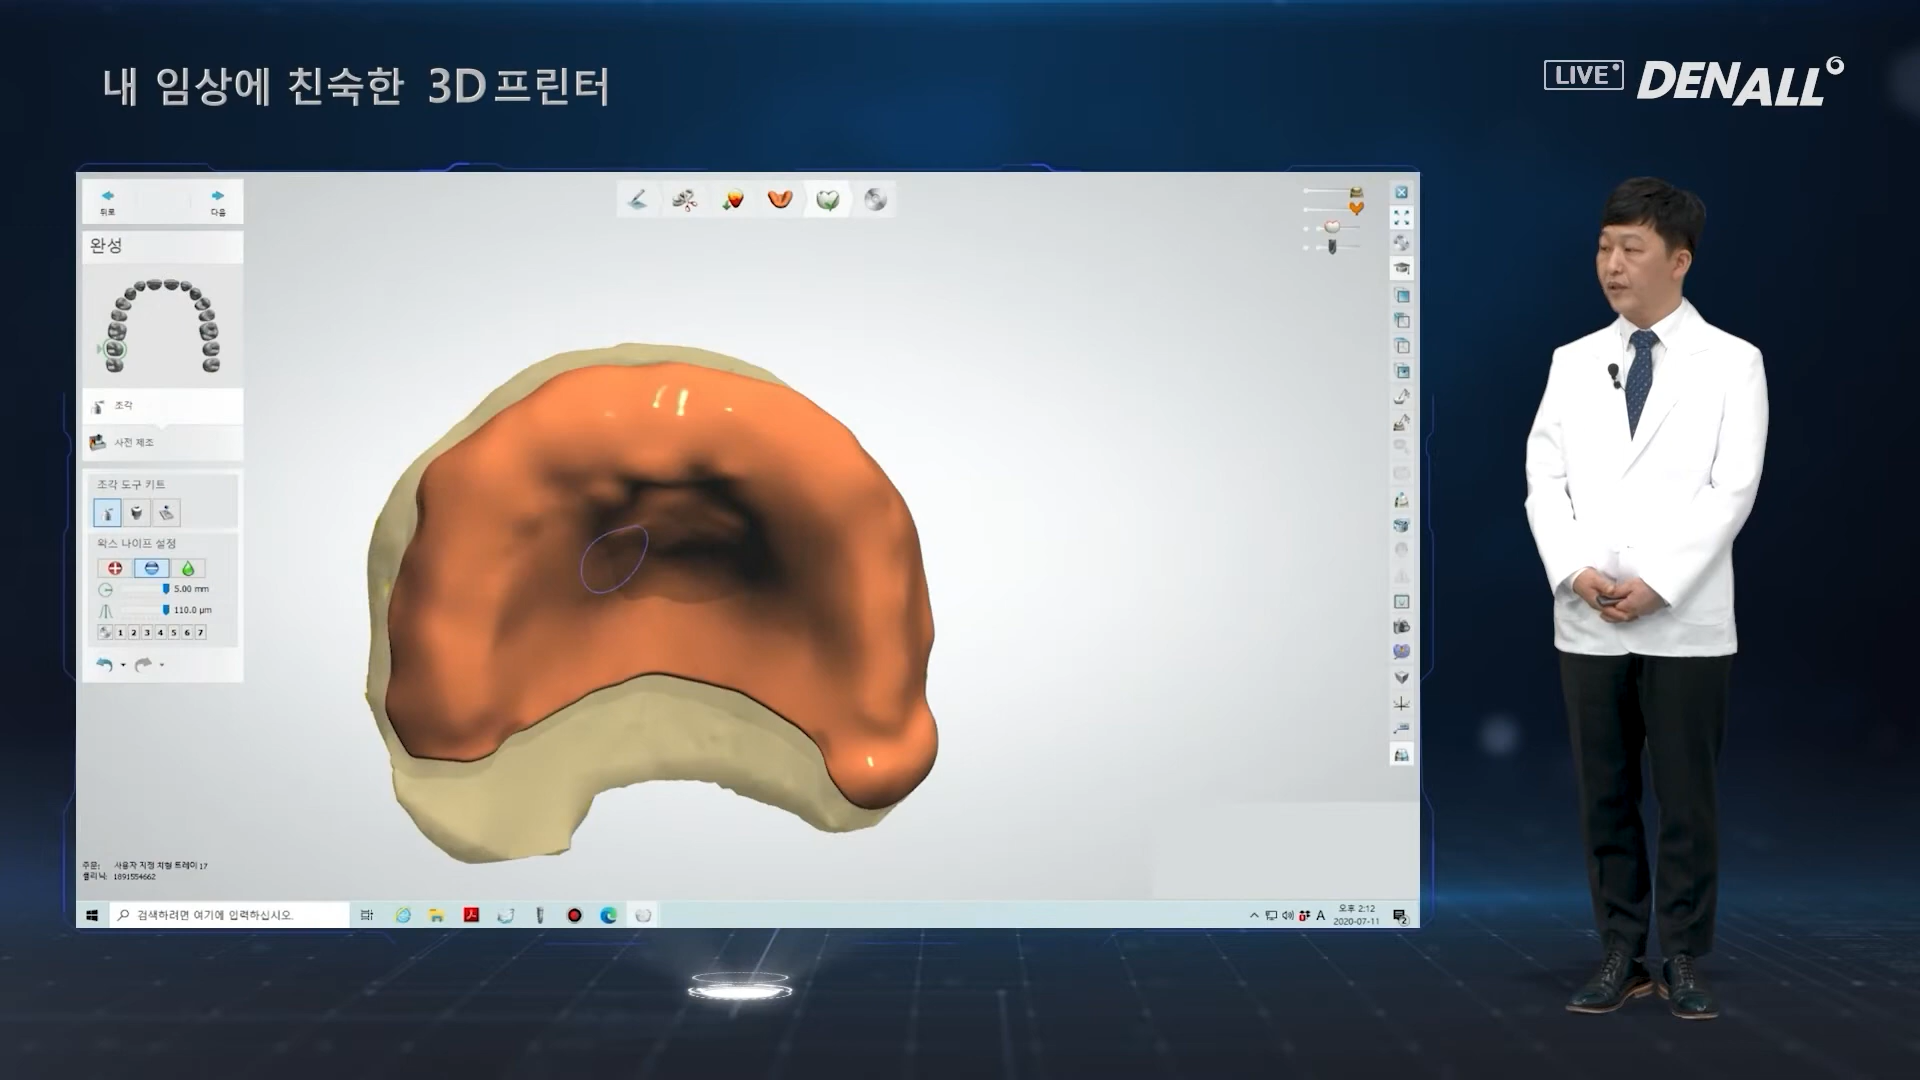 내 임상에 친숙한 3D프린터
LIVE
DENALL
뒤로
다음
완성
조각
사전 제조
조각 도구 키트
왁스 나이프 설정
5.00 mm
110.0 μm
1 2 3 4 5 6 7
주문: 사용자 지정 치형 트레이 17
클리닉: 1891554662
검색하려면 여기에 입력하십시오.
A
오후 2:12
2020-07-11
2